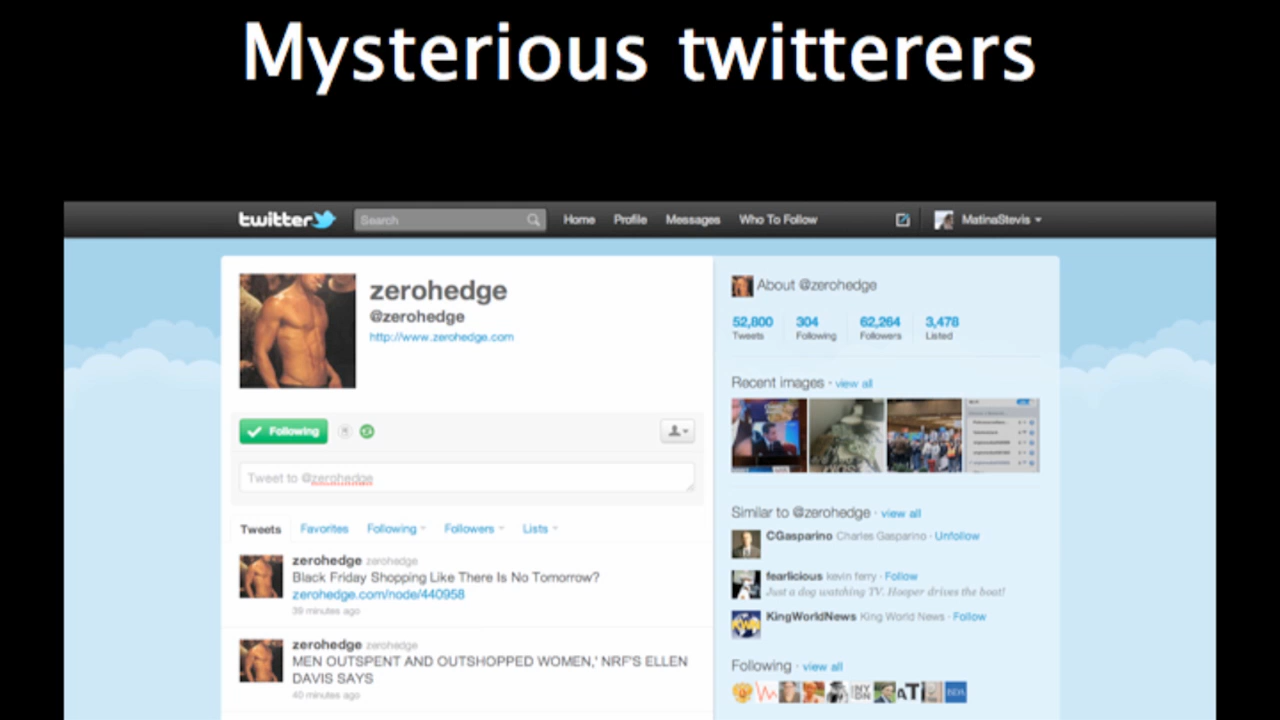 Mysterious twitterers
twitter
Search
Home Profile Messages Who To Follow
MatinaStevis
zerohedge
@zerohedge
http://www.zerohedge.com
Following
Tweet to @zerohedge
Tweets Favorites Following Followers Lists
zerohedge zerohedge
Black Friday Shopping Like There Is No Tomorrow?
zerohedge.com/node/440958
39 minutes ago
zerohedge zerohedge
MEN OUTSPENT AND OUTSHOPPED WOMEN,' NRF'S ELLEN
DAVIS SAYS
40 minutes ago
About @zerohedge
52,800 304 62,264 3,478
Tweets Following Followers Listed
Recent images · view all
Similar to @zerohedge · view all
CGasparino Charles Gasparino · Unfollow
fearlicious kevin ferry · Follow
Just a dog watching TV. Hooper drives the boat!
KingWorldNews King World News · Follow
Following · view all